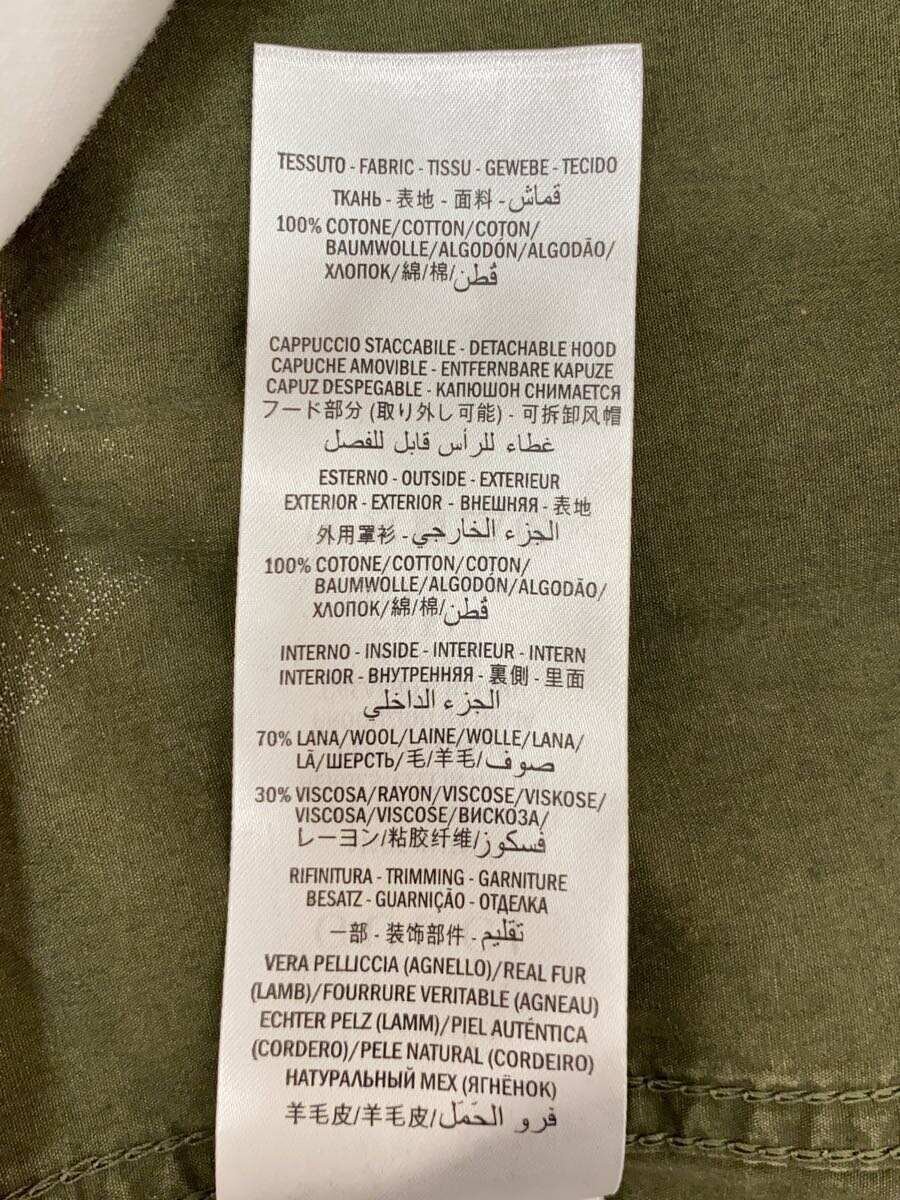 TESSUTO - FABRIC - TISSU - GEWEBE - TECIDO
ТКАНЬ - 表地 - 面料 - قماش
100% COTONE/COTTON/COTON/
BAUMWOLLE/ALGODÓN/ALGODÃO/
ХЛОПОК/綿/棉/قُطن
CAPPUCCIO STACCABILE - DETACHABLE HOOD
CAPUCHE AMOVIBLE - ENTFERNBARE KAPUZE
CAPUZ DESPEGABLE - КАПЮШОН СНИМАЕТСЯ
フード部分 (取り外し可能) - 可拆卸风帽
غطاء للرأس قابل للفصل
ESTERNO - OUTSIDE - EXTERIEUR
EXTERIOR - EXTERIOR - ВНЕШНЯЯ - 表地
外用罩衫 - الجزء الخارجي
100% COTONE/COTTON/COTON/
BAUMWOLLE/ALGODÓN/ALGODÃO/
ХЛОПОК/綿/棉/قُطن
INTERNO - INSIDE - INTERIEUR - INTERN
INTERIOR - ВНУТРЕННЯЯ - 裏側 - 里面
الجزء الداخلي
70% LANA/WOOL/LAINE/WOLLE/LANA/
LÃ/ШЕРСТЬ/毛/羊毛/صوف
30% VISCOSA/RAYON/VISCOSE/VISKOSE/
VISCOSA/VISCOSE/ВИСКОЗА/
レーヨン/粘胶纤维/فسكوز
RIFINITURA - TRIMMING - GARNITURE
BESATZ - GUARNIÇÃO - ОТДЕЛКА
一部 - 装饰部件 - تقليم
VERA PELLICCIA (AGNELLO)/REAL FUR
(LAMB)/FOURRURE VERITABLE (AGNEAU)
ECHTER PELZ (LAMM)/PIEL AUTÉNTICA
(CORDERO)/PELE NATURAL (CORDEIRO)
НАТУРАЛЬНЫЙ МЕХ (ЯГНЁНОК)
羊毛皮/羊毛皮/فرو الحَمَل